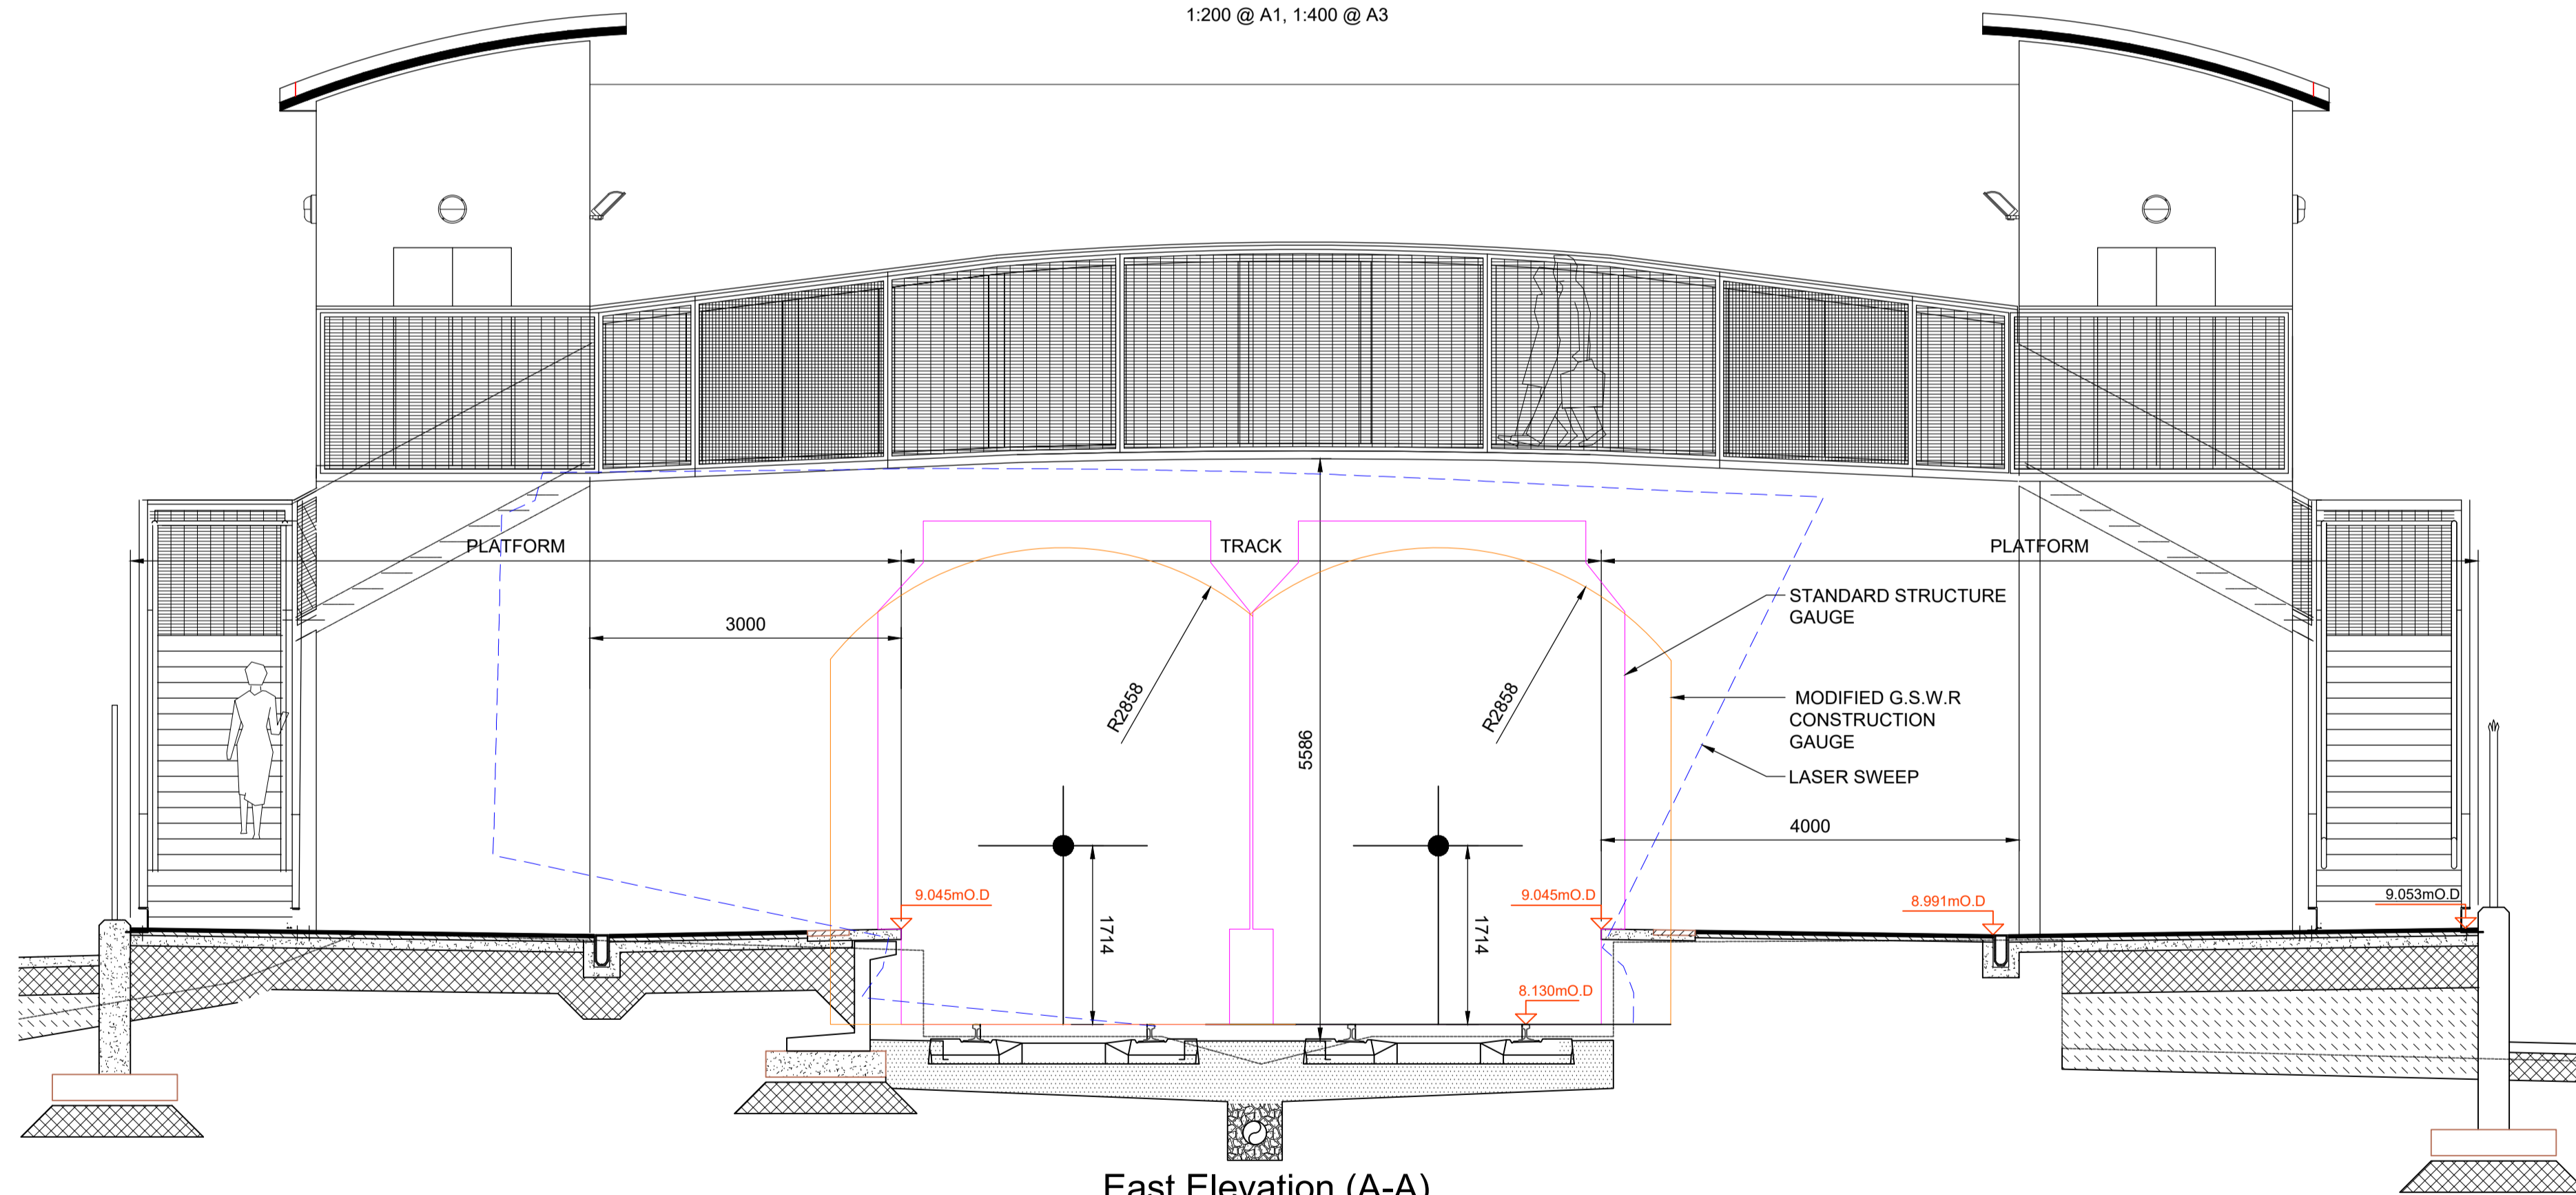 1:200 @ A1, 1:400 @ A3
PLATFORM
TRACK
PLATFORM
STANDARD STRUCTURE
GAUGE
3000
R2858
R2858
MODIFIED G.S.W.R
CONSTRUCTION
GAUGE
5586
LASER SWEEP
4000
9.045mO.D
9.045mO.D
8.991mO.D
9.053mO.D
1714
1714
8.130mO.D
East Elevation (A-A)